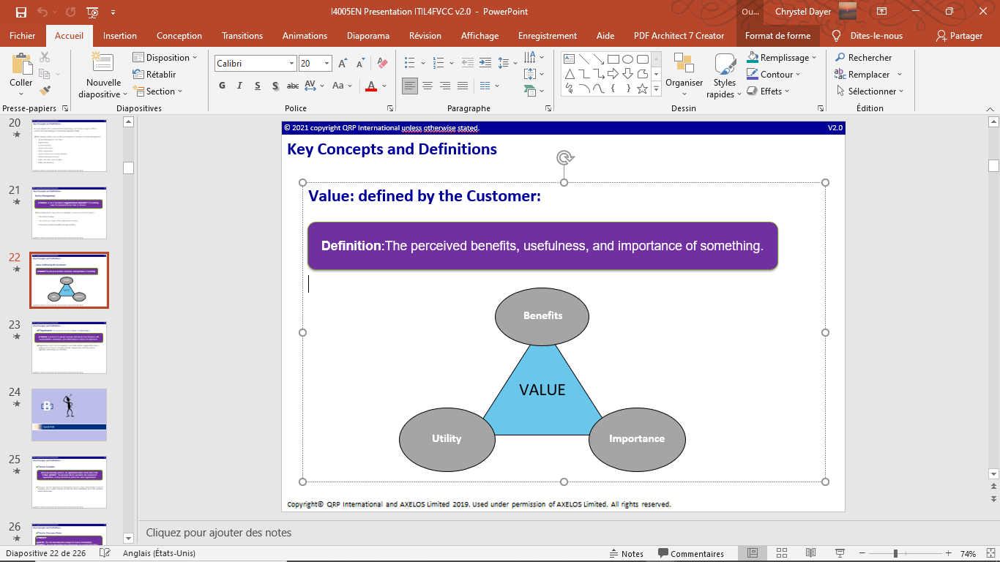 I4005EN Presentation ITIL4FVCC v2.0 - PowerPoint
Ou...
Chrystel Dayer
Fichier Accueil Insertion Conception Transitions Animations Diaporama Révision Affichage Enregistrement Aide PDF Architect 7 Creator Format de forme Dites-le-nous Partager
Coller
Nouvelle diapositive
Disposition
Rétablir
Section
Calibri 20
G I S S abc AV Aa A
Organiser
Styles rapides
Remplissage
Contour
Effets
Rechercher
Remplacer
Sélectionner
Presse-papiers Diapositives Police Paragraphe Dessin Édition
20
21
22
23
24
25
26
© 2021 copyright QRP International unless otherwise stated. V2.0
Key Concepts and Definitions
Value: defined by the Customer:
Definition:The perceived benefits, usefulness, and importance of something.
Benefits
VALUE
Utility
Importance
Copyright© QRP International and AXELOS Limited 2019. Used under permission of AXELOS Limited. All rights reserved.
Cliquez pour ajouter des notes
Diapositive 22 de 226 Anglais (États-Unis) Notes Commentaires 74%